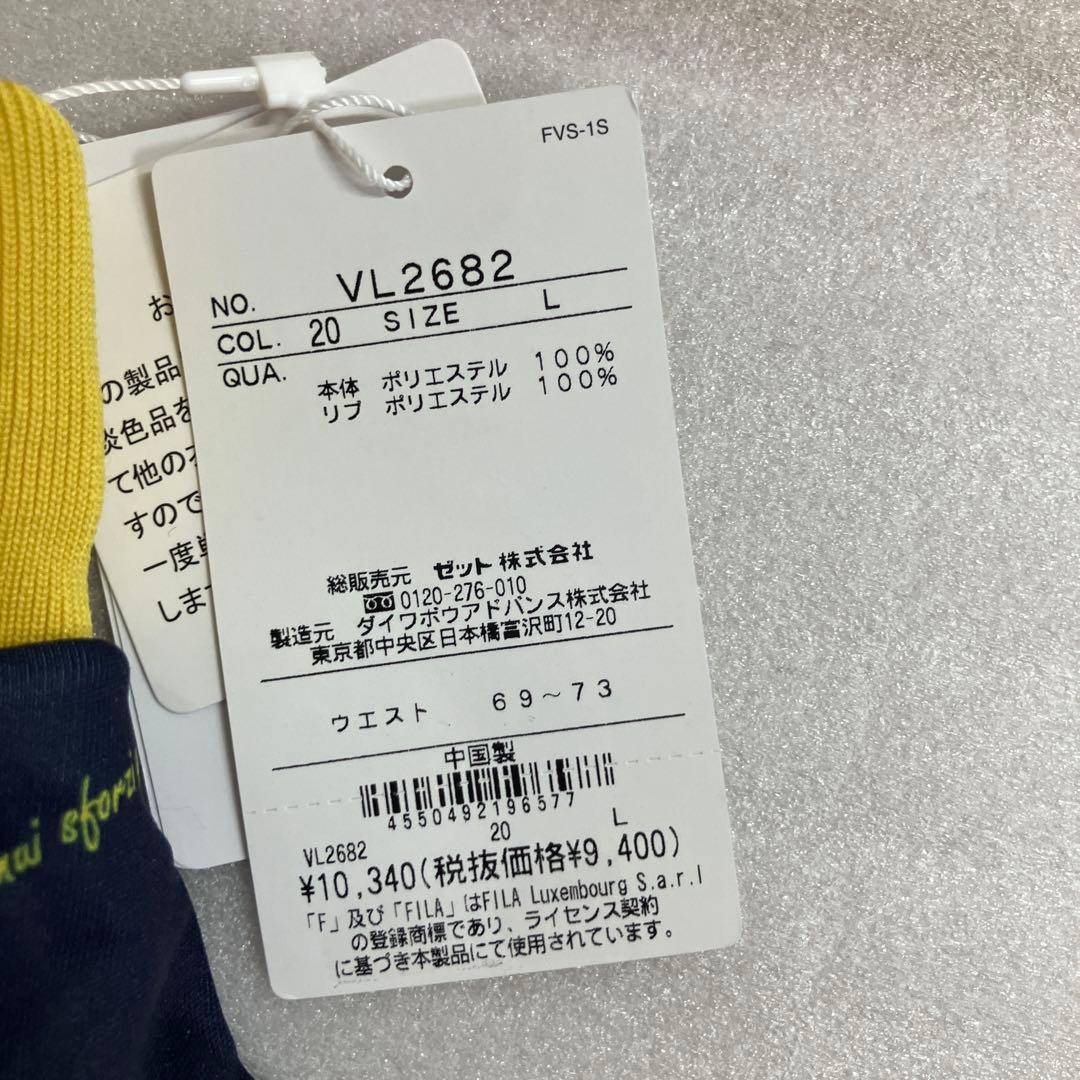 FVS-1S
NO. VL2682
COL. 20 SIZE L
QUA. 本体 ポリエステル 100%
リブ ポリエステル 100%
総販売元 ゼット株式会社
0120-276-010
製造元 ダイワボウアドバンス株式会社
東京都中央区日本橋富沢町12-20
ウエスト 69~73
中国製
4550492196577
20 L
VL2682
¥10,340(税抜価格¥9,400)
「F」及び「FILA」はFILA Luxembourg S.a.r.l
の登録商標であり、ライセンス契約
に基づき本製品にて使用されています。
お
の製品
淡色品を
て他の
すので
一度
しま